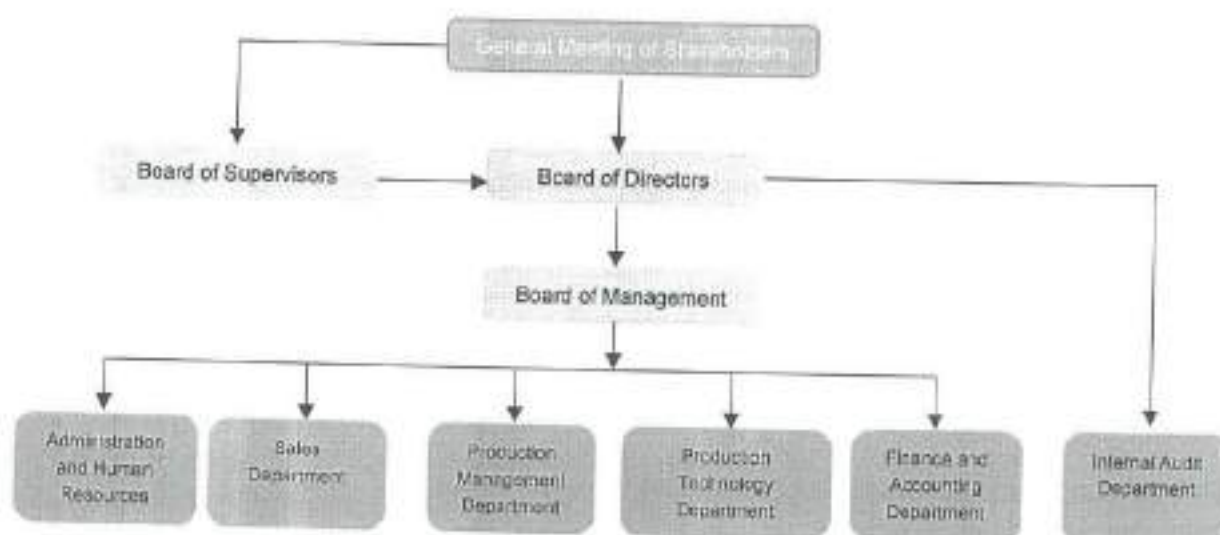 General Meeting of Shareholders
Board of Supervisors
Board of Directors
Board of Management
Administration
and Human
Resources
Sales
Department
Production
Management
Department
Production
Technology
Department
Finance and
Accounting
Department
Internal Audit
Department